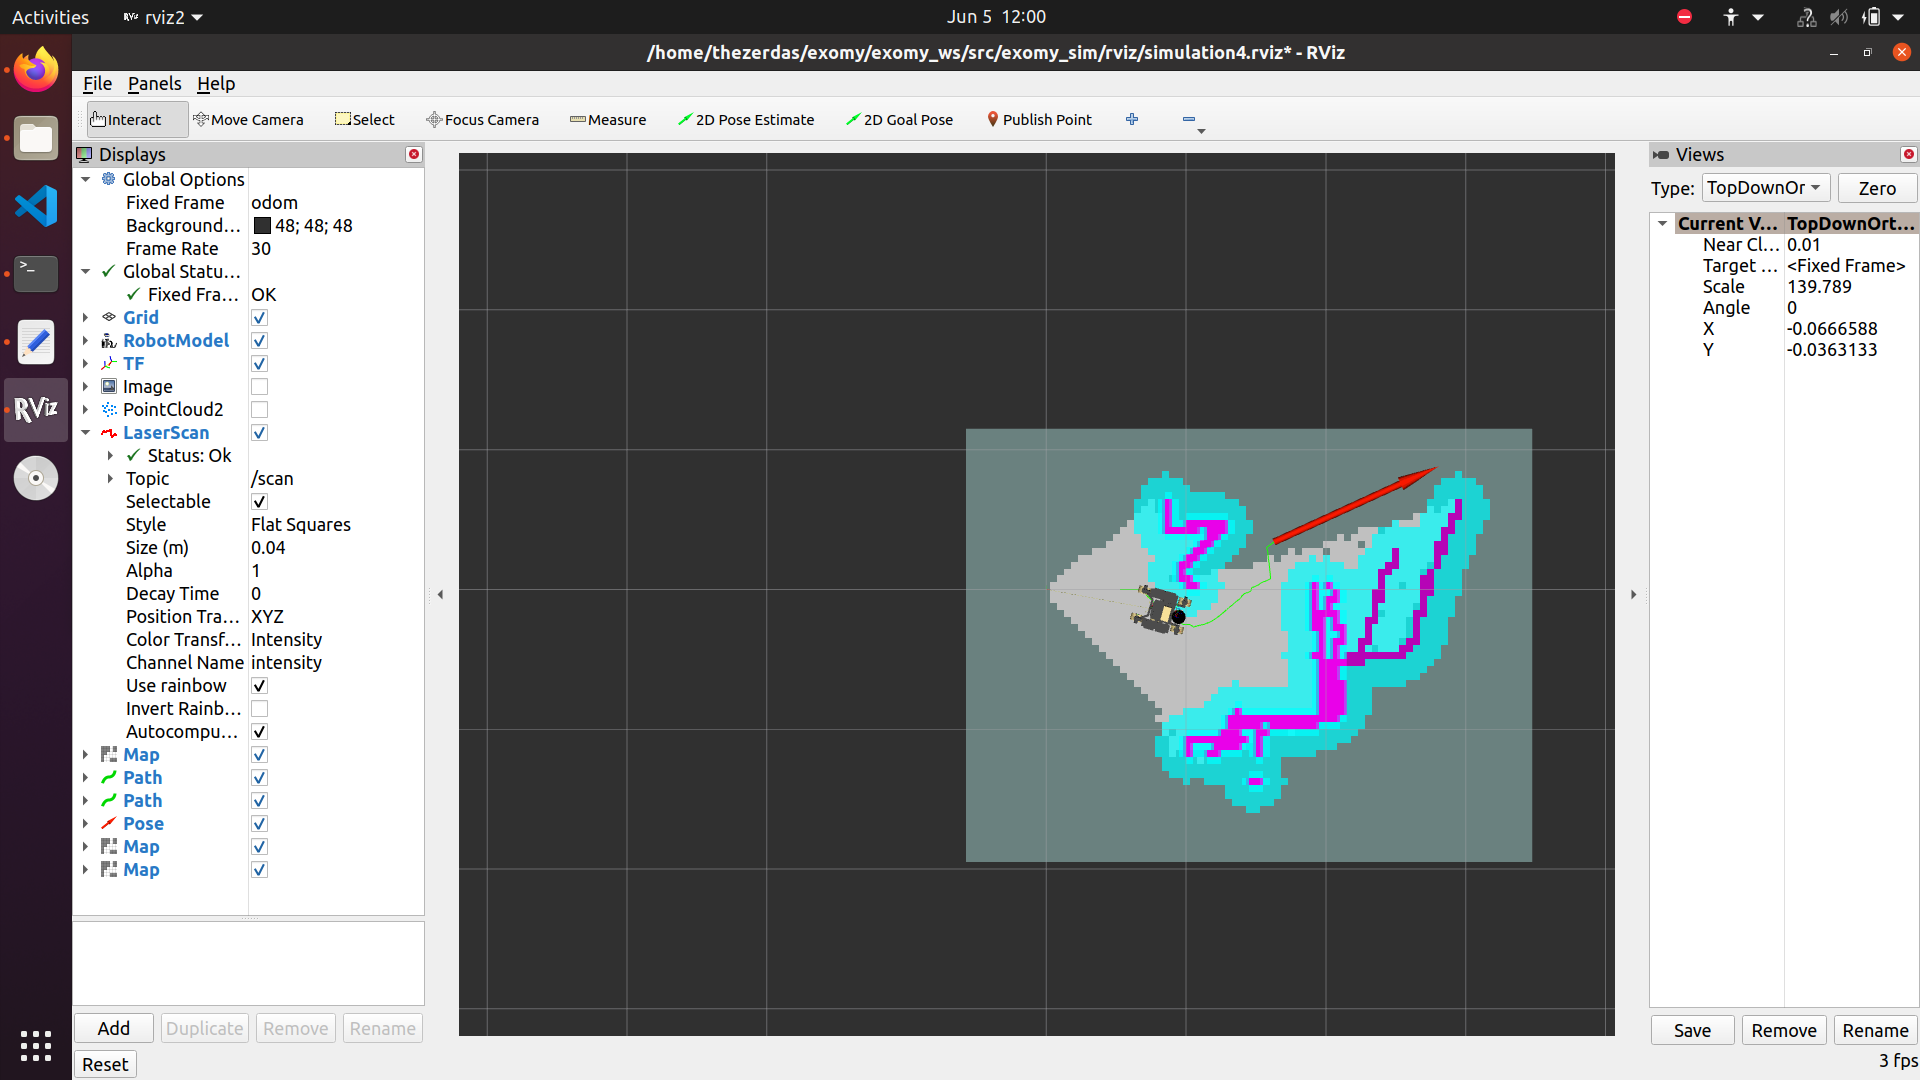 Activities
RViz rviz2
Jun 5 12:00
/home/thezerdas/exomy/exomy_ws/src/exomy_sim/rviz/simulation4.rviz* - RViz
File Panels Help
Interact
Move Camera
Select
Focus Camera
Measure
2D Pose Estimate
2D Goal Pose
Publish Point
Displays
Global Options
Fixed Frame odom
Background... 48; 48; 48
Frame Rate 30
Global Statu...
Fixed Fra... OK
Grid
RobotModel
TF
Image
PointCloud2
LaserScan
Status: Ok
Topic /scan
Selectable
Style Flat Squares
Size (m) 0.04
Alpha 1
Decay Time 0
Position Tra... XYZ
Color Transf... Intensity
Channel Name intensity
Use rainbow
Invert Rainb...
Autocompu...
Map
Path
Path
Pose
Map
Map
Add Duplicate Remove Rename
Reset
RViz
Views
Type: TopDownOr Zero
Current V... TopDownOrt...
Near Cl... 0.01
Target ... <Fixed Frame>
Scale 139.789
Angle 0
X -0.0666588
Y -0.0363133
Save Remove Rename
3 fps